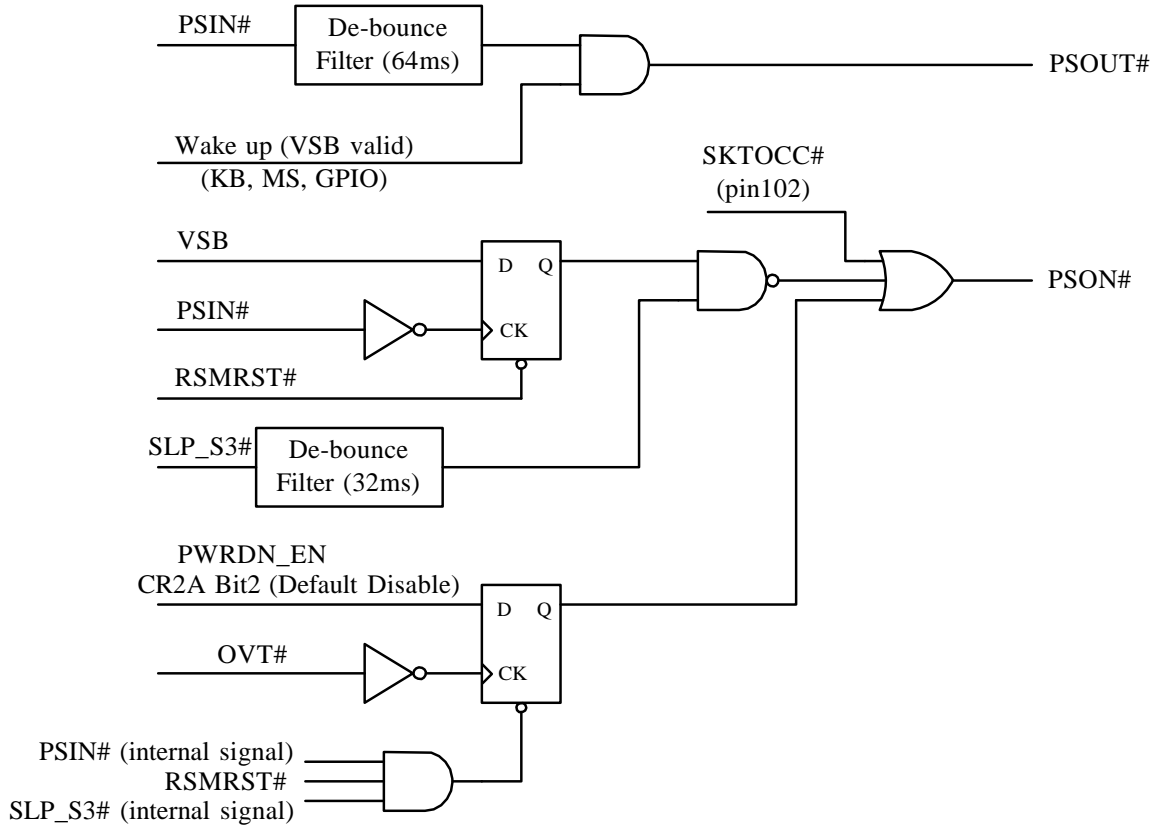 PSIN#
De-bounce
Filter (64ms)
PSOUT#
Wake up (VSB valid)
(KB, MS, GPIO)
SKTOCC#
(pin102)
VSB
D Q
PSIN#
CK
PSON#
RSMRST#
SLP_S3#
De-bounce
Filter (32ms)
PWRDN_EN
CR2A Bit2 (Default Disable)
D Q
OVT#
CK
PSIN# (internal signal)
RSMRST#
SLP_S3# (internal signal)